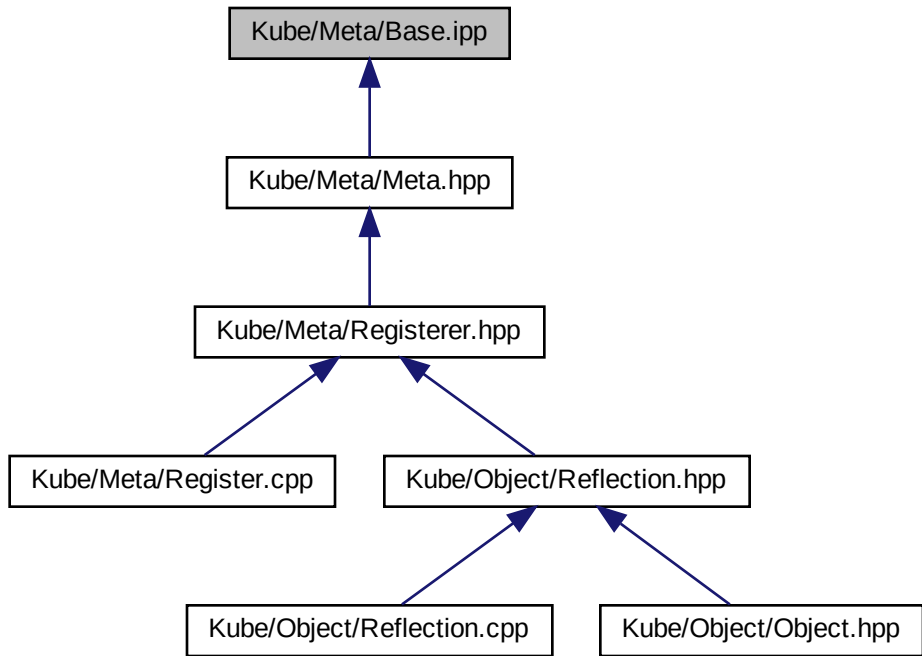 Kube/Meta/Base.ipp
Kube/Meta/Meta.hpp
Kube/Meta/Registerer.hpp
Kube/Meta/Register.cpp
Kube/Object/Reflection.hpp
Kube/Object/Reflection.cpp
Kube/Object/Object.hpp